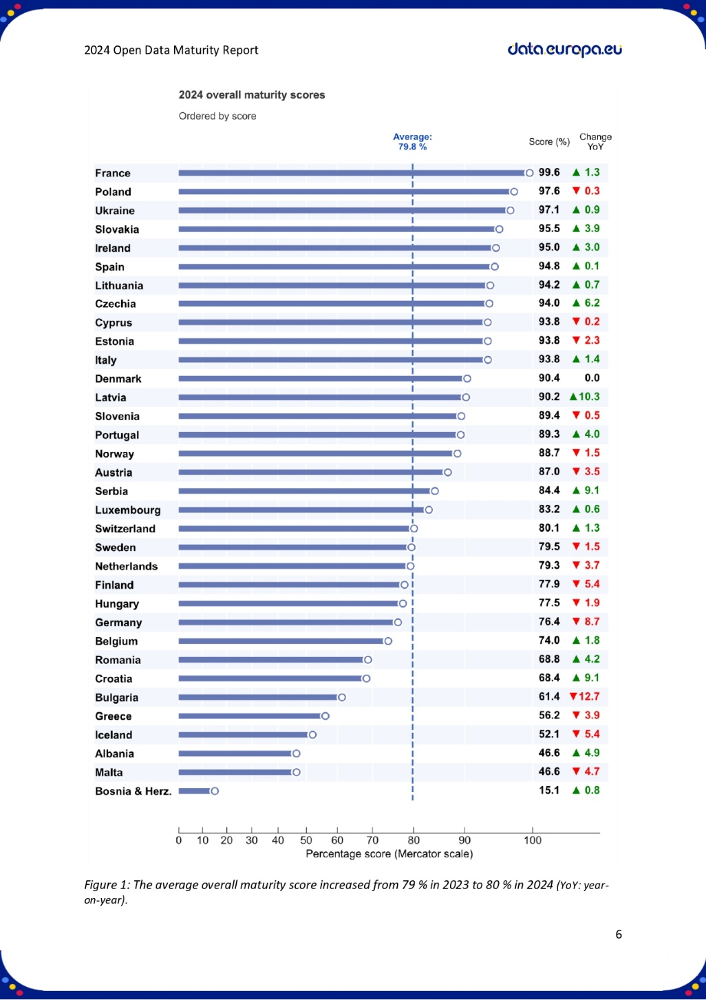 2024 Open Data Maturity Report
data.europa.eu
2024 overall maturity scores
Ordered by score
Average:
79.8 %
Score (%)
Change
YoY
France 99.6 ▲ 1.3
Poland 97.6 ▼ 0.3
Ukraine 97.1 ▲ 0.9
Slovakia 95.5 ▲ 3.9
Ireland 95.0 ▲ 3.0
Spain 94.8 ▲ 0.1
Lithuania 94.2 ▲ 0.7
Czechia 94.0 ▲ 6.2
Cyprus 93.8 ▼ 0.2
Estonia 93.8 ▼ 2.3
Italy 93.8 ▲ 1.4
Denmark 90.4 0.0
Latvia 90.2 ▲ 10.3
Slovenia 89.4 ▼ 0.5
Portugal 89.3 ▲ 4.0
Norway 88.7 ▼ 1.5
Austria 87.0 ▼ 3.5
Serbia 84.4 ▲ 9.1
Luxembourg 83.2 ▲ 0.6
Switzerland 80.1 ▲ 1.3
Sweden 79.5 ▼ 1.5
Netherlands 79.3 ▼ 3.7
Finland 77.9 ▼ 5.4
Hungary 77.5 ▼ 1.9
Germany 76.4 ▼ 8.7
Belgium 74.0 ▲ 1.8
Romania 68.8 ▲ 4.2
Croatia 68.4 ▲ 9.1
Bulgaria 61.4 ▼ 12.7
Greece 56.2 ▼ 3.9
Iceland 52.1 ▼ 5.4
Albania 46.6 ▲ 4.9
Malta 46.6 ▼ 4.7
Bosnia & Herz. 15.1 ▲ 0.8
0 10 20 30 40 50 60 70 80 90 100
Percentage score (Mercator scale)
Figure 1: The average overall maturity score increased from 79 % in 2023 to 80 % in 2024 (YoY: year-
on-year).
6